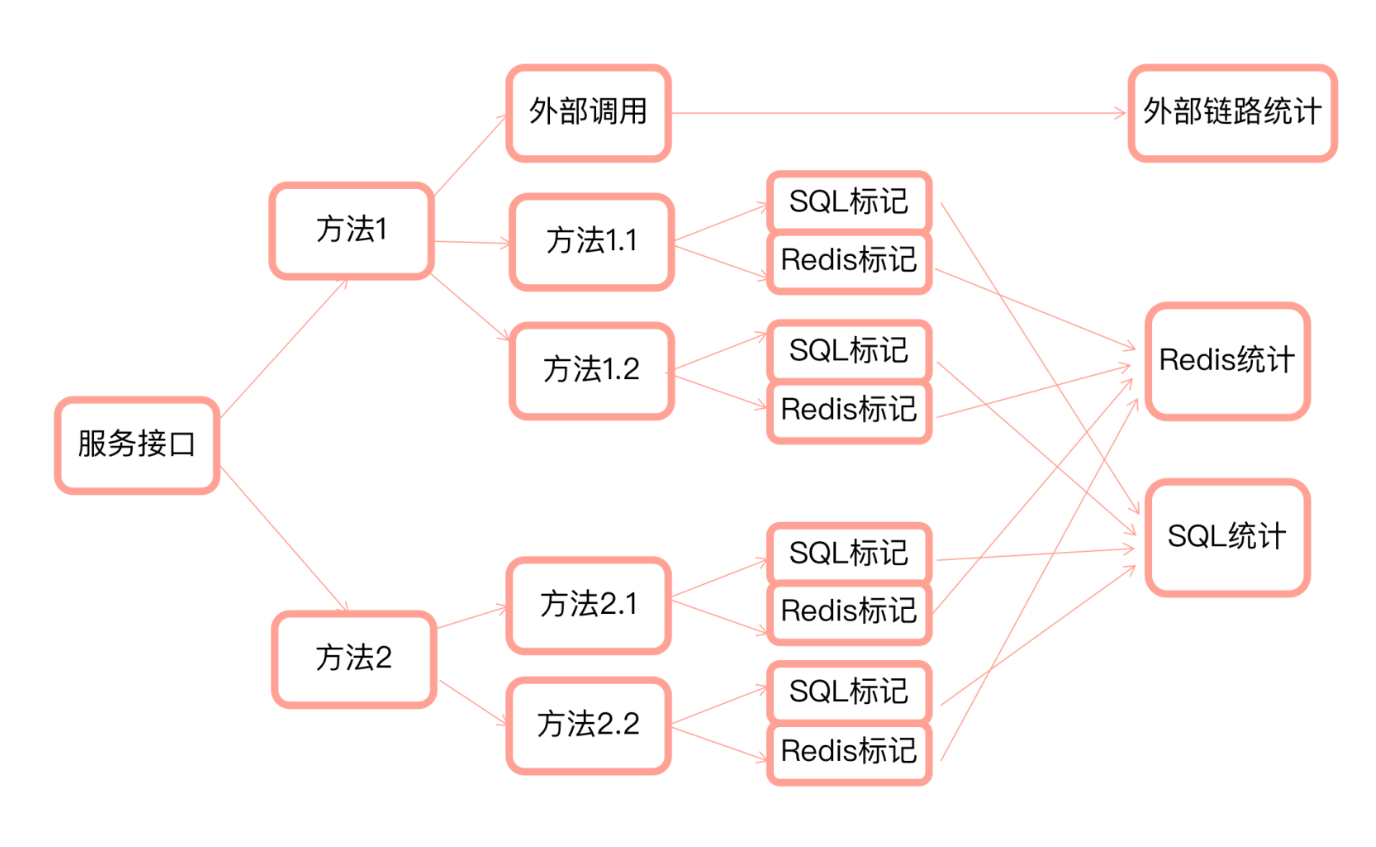 外部调用
外部链路统计
方法1
SQL标记
方法1.1
Redis标记
SQL标记
Redis统计
方法1.2
Redis标记
服务接口
SQL统计
SQL标记
方法2.1
Redis标记
方法2
SQL标记
方法2.2
Redis标记